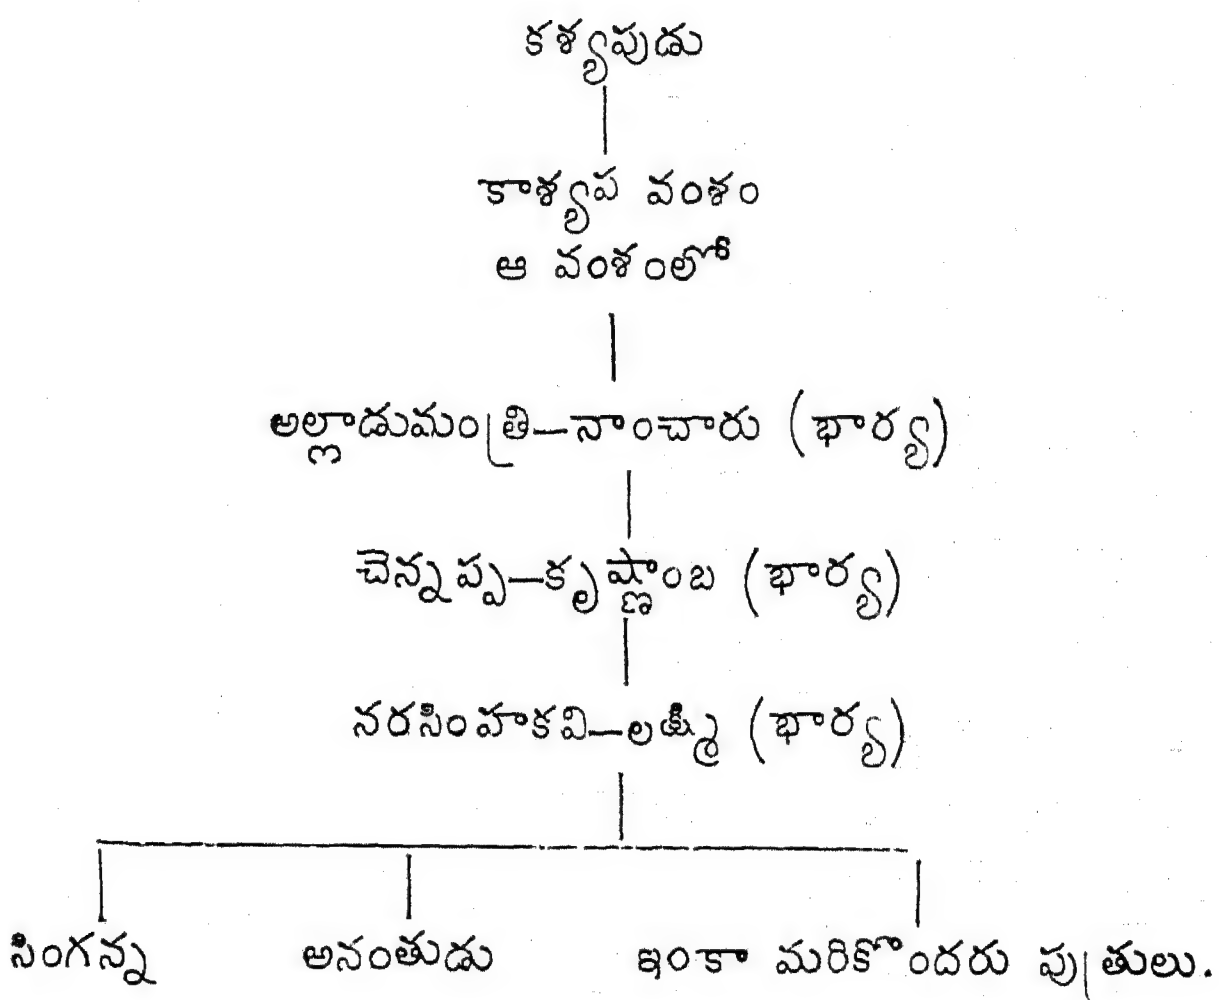 కశ్యపుడు
కాశ్యప వంశం
ఆ వంశంలో
అల్లాడుమంత్రి–నాంచారు (భార్య)
చెన్నప్ప–కృష్ణాంబ (భార్య)
నరసింహకవి–లక్ష్మి (భార్య)
సింగన్న అనంతుడు ఇంకా మరికొందరు పుత్రులు.